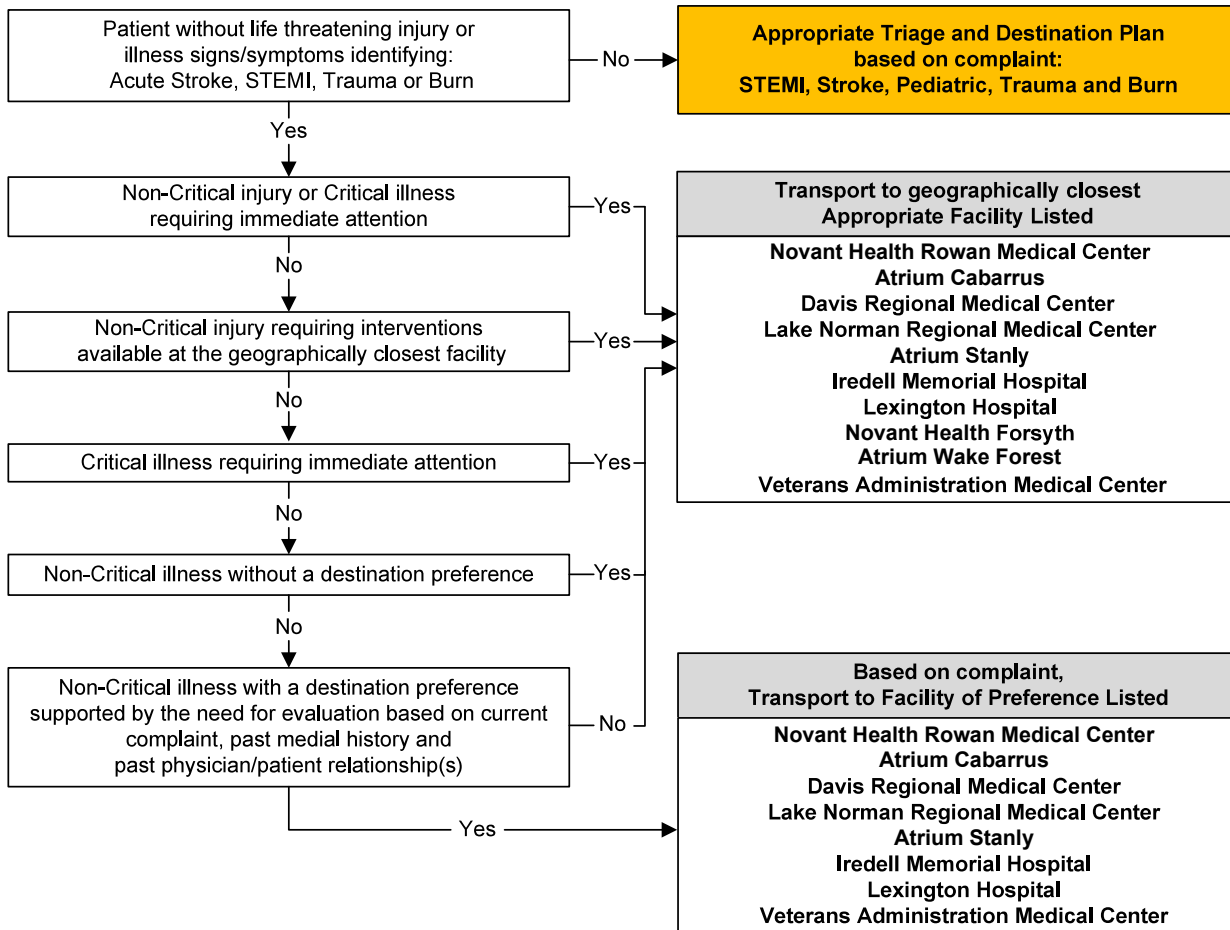 Patient without life threatening injury or
illness signs/symptoms identifying:
Acute Stroke, STEMI, Trauma or Burn
No
Appropriate Triage and Destination Plan
based on complaint:
STEMI, Stroke, Pediatric, Trauma and Burn
Yes
Non-Critical injury or Critical illness
requiring immediate attention
Yes
No
Non-Critical injury requiring interventions
available at the geographically closest facility
Yes
No
Critical illness requiring immediate attention
Yes
No
Non-Critical illness without a destination preference
Yes
No
Non-Critical illness with a destination preference
supported by the need for evaluation based on current
complaint, past medial history and
past physician/patient relationship(s)
No
Yes
Transport to geographically closest
Appropriate Facility Listed
Novant Health Rowan Medical Center
Atrium Cabarrus
Davis Regional Medical Center
Lake Norman Regional Medical Center
Atrium Stanly
Iredell Memorial Hospital
Lexington Hospital
Novant Health Forsyth
Atrium Wake Forest
Veterans Administration Medical Center
Based on complaint,
Transport to Facility of Preference Listed
Novant Health Rowan Medical Center
Atrium Cabarrus
Davis Regional Medical Center
Lake Norman Regional Medical Center
Atrium Stanly
Iredell Memorial Hospital
Lexington Hospital
Veterans Administration Medical Center